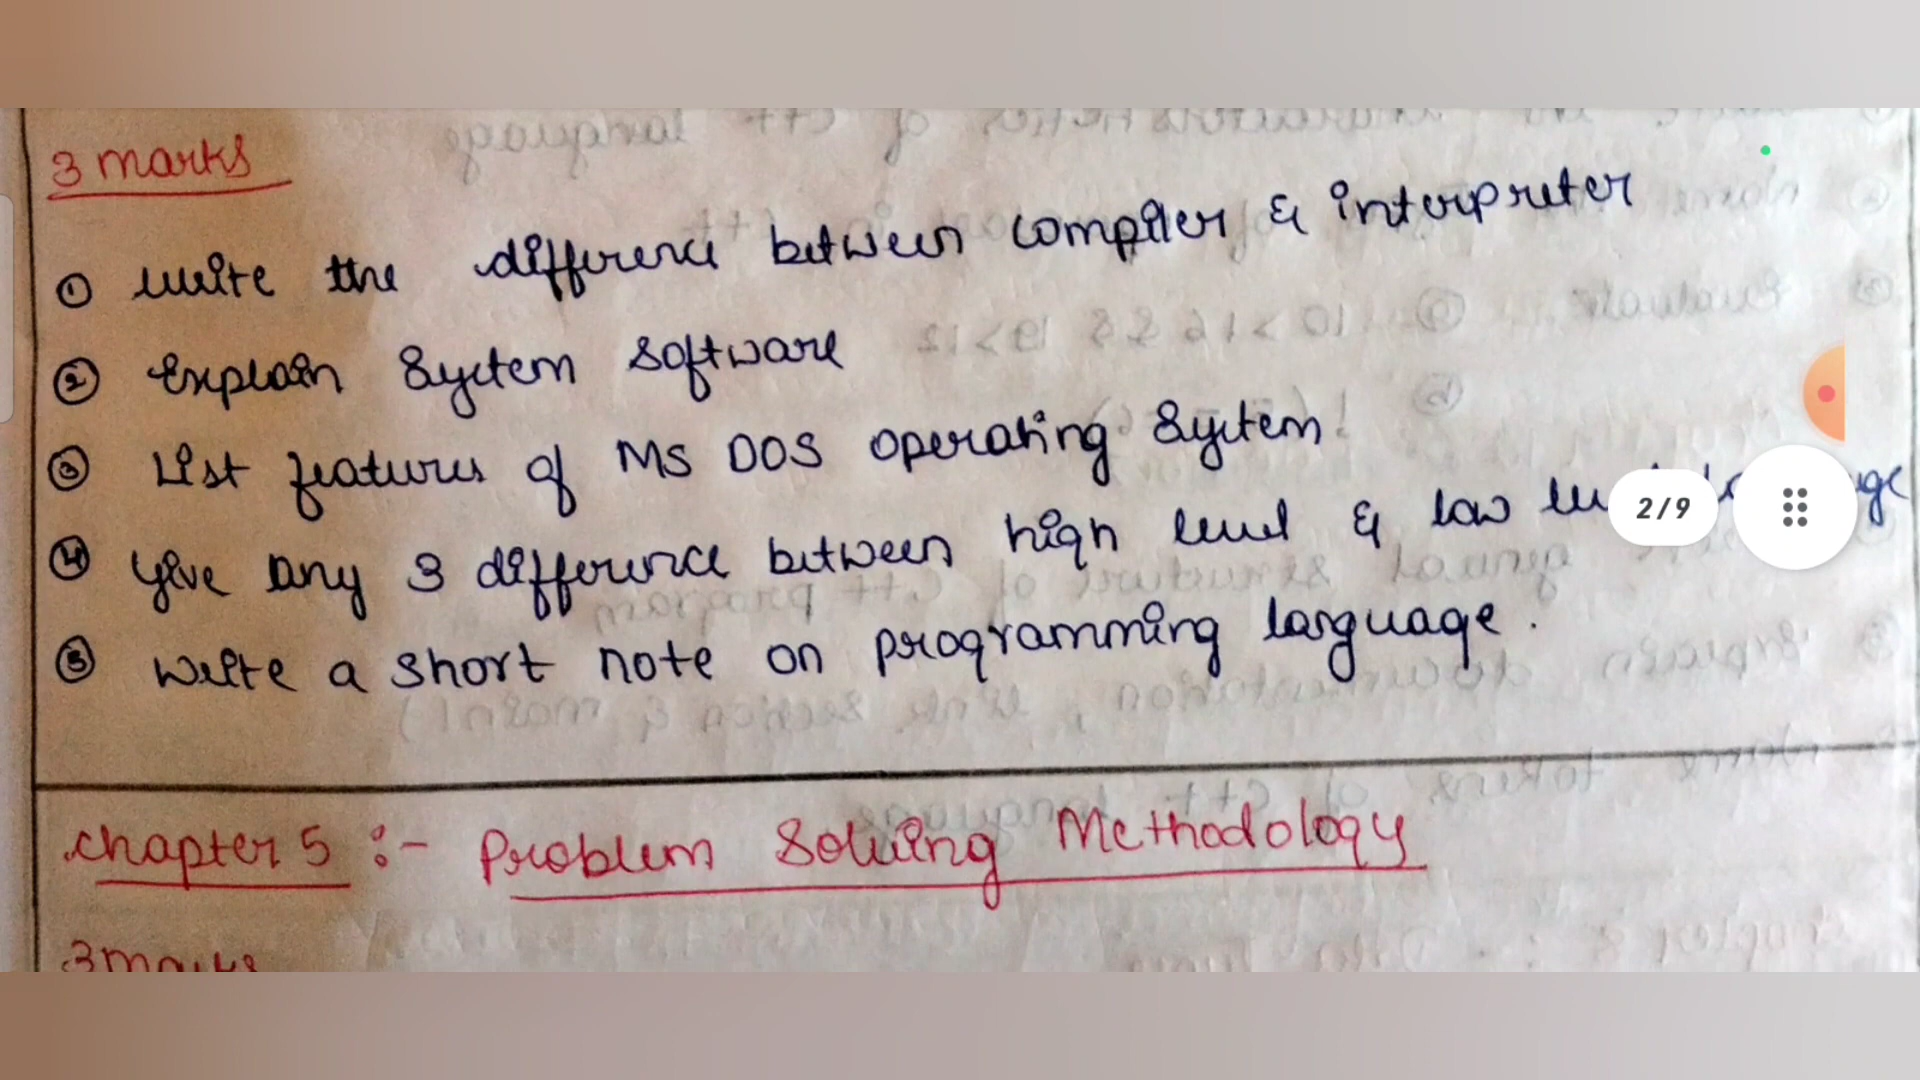 3 marks
① write the difference between compiler & interpreter
② Explain System software
③ List features of MS DOS operating System
④ Give any 3 difference between high level & low
2/9
⑤ write a short note on programming language.
Chapter 5 :- Problem Solving Methodology
3 marks